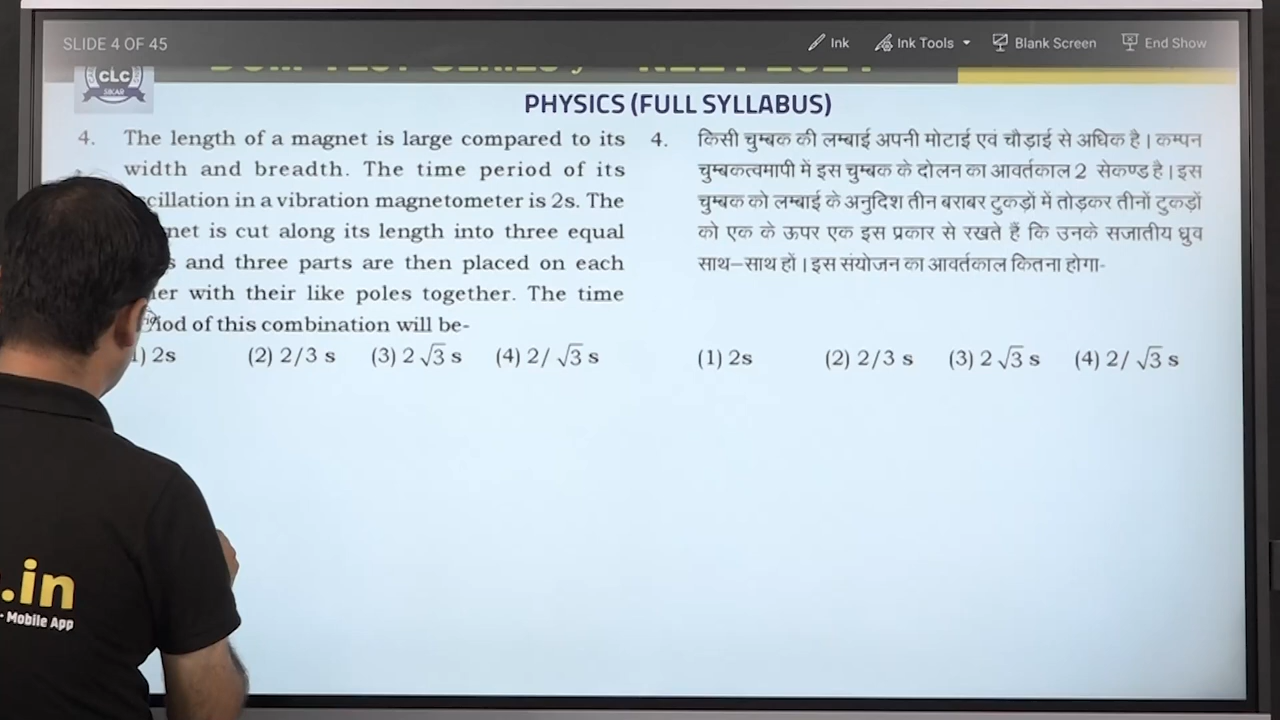 SLIDE 4 OF 45
Ink
Ink Tools
Blank Screen
End Show
CLC
SIKAR
PHYSICS (FULL SYLLABUS)
4. The length of a magnet is large compared to its
width and breadth. The time period of its
cillation in a vibration magnetometer is 2s. The
net is cut along its length into three equal
s and three parts are then placed on each
er with their like poles together. The time
iod of this combination will be-
1) 2s (2) 2/3 s (3) 2 √3 s (4) 2/ √3 s
4. किसी चुम्बक की लम्बाई अपनी मोटाई एवं चौड़ाई से अधिक है। कम्पन
चुम्बकत्वमापी में इस चुम्बक के दोलन का आवर्तकाल 2 सेकण्ड है। इस
चुम्बक को लम्बाई के अनुदिश तीन बराबर टुकड़ों में तोड़कर तीनों टुकड़ों
को एक के ऊपर एक इस प्रकार से रखते हैं कि उनके सजातीय ध्रुव
साथ–साथ हों। इस संयोजन का आवर्तकाल कितना होगा-
(1) 2s (2) 2/3 s (3) 2 √3 s (4) 2/ √3 s
.in
- Mobile App